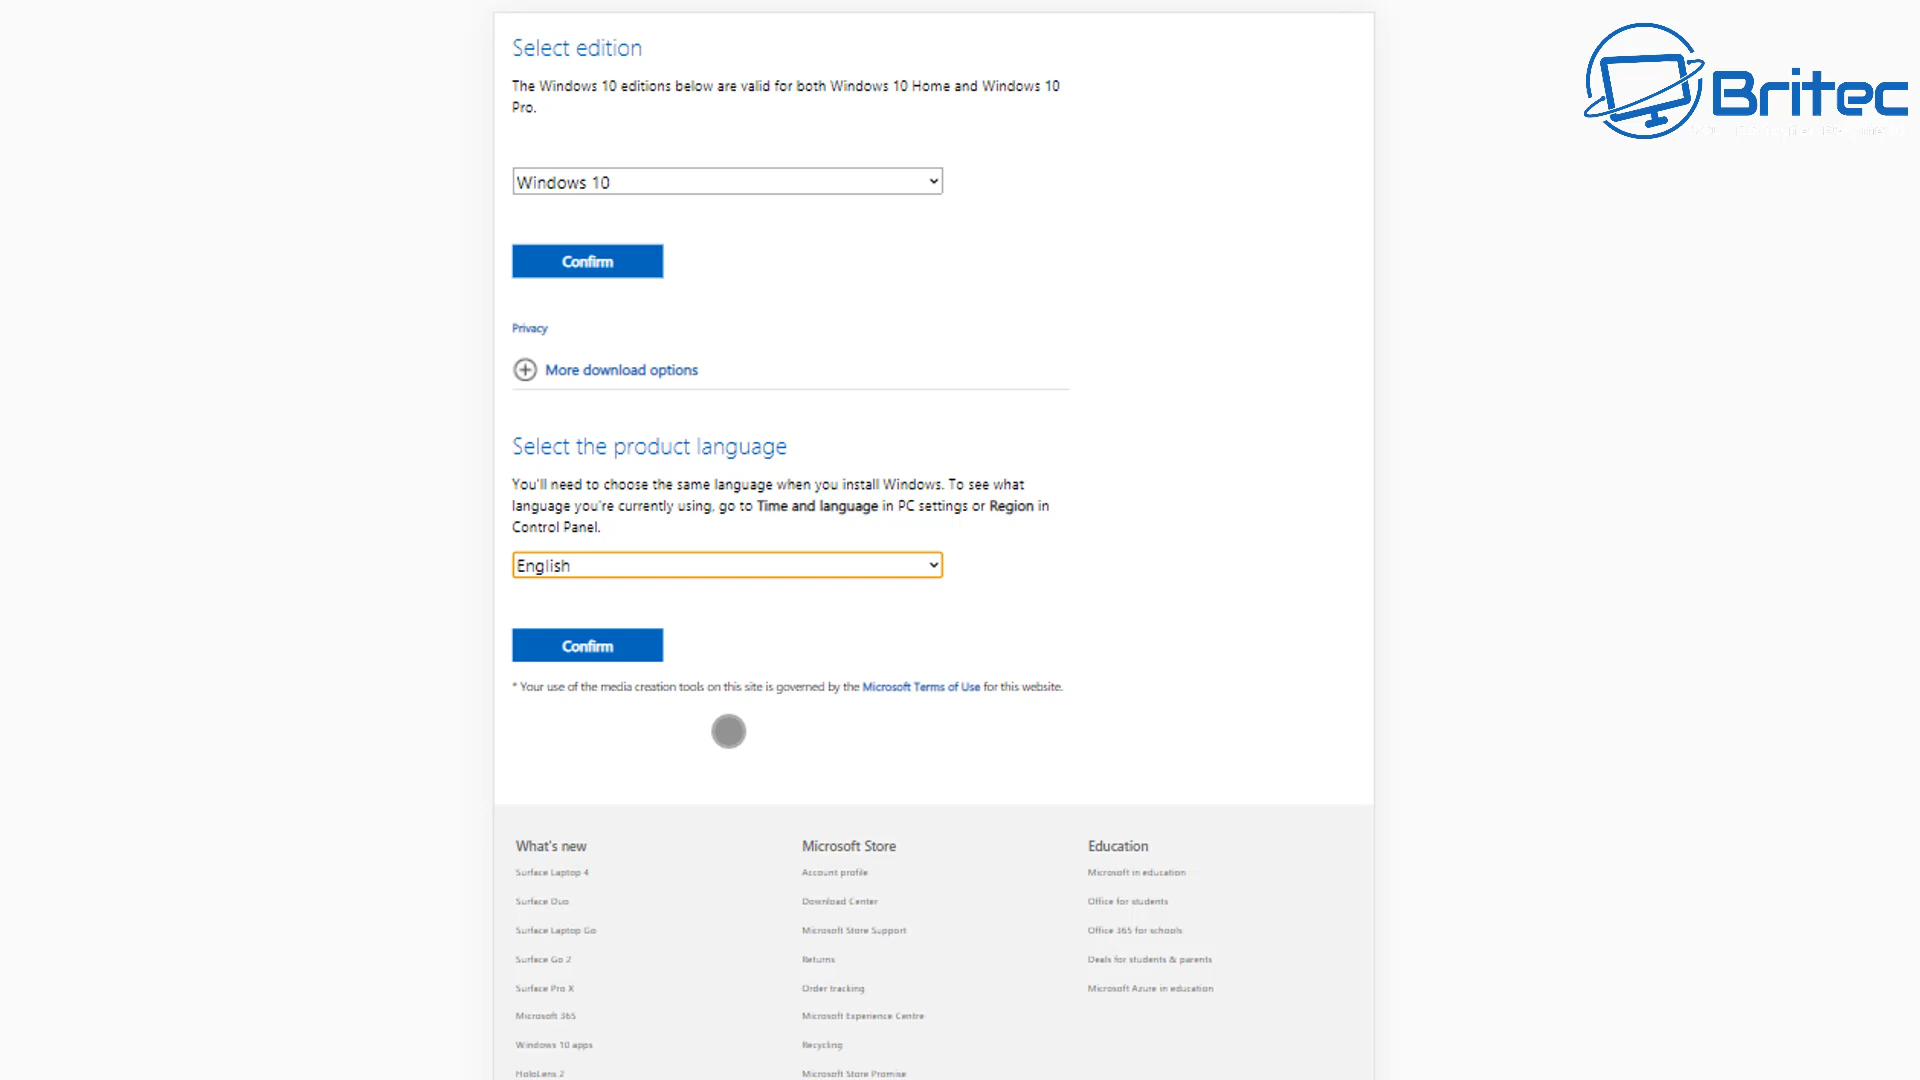 Select edition
The Windows 10 editions below are valid for both Windows 10 Home and Windows 10
Pro.
Windows 10
Confirm
Privacy
More download options
Select the product language
You'll need to choose the same language when you install Windows. To see what
language you're currently using, go to Time and language in PC settings or Region in
Control Panel.
English
Confirm
* Your use of the media creation tools on this site is governed by the Microsoft Terms of Use for this website.
Britec
What's new
Surface Laptop 4
Surface Duo
Surface Laptop Go
Surface Go 2
Surface Pro X
Microsoft 365
Windows 10 apps
HoloLens 2
Microsoft Store
Account profile
Download Center
Microsoft Store Support
Returns
Order tracking
Microsoft Experience Centre
Recycling
Microsoft Store Promise
Education
Microsoft in education
Office for students
Office 365 for schools
Deals for students & parents
Microsoft Azure in education